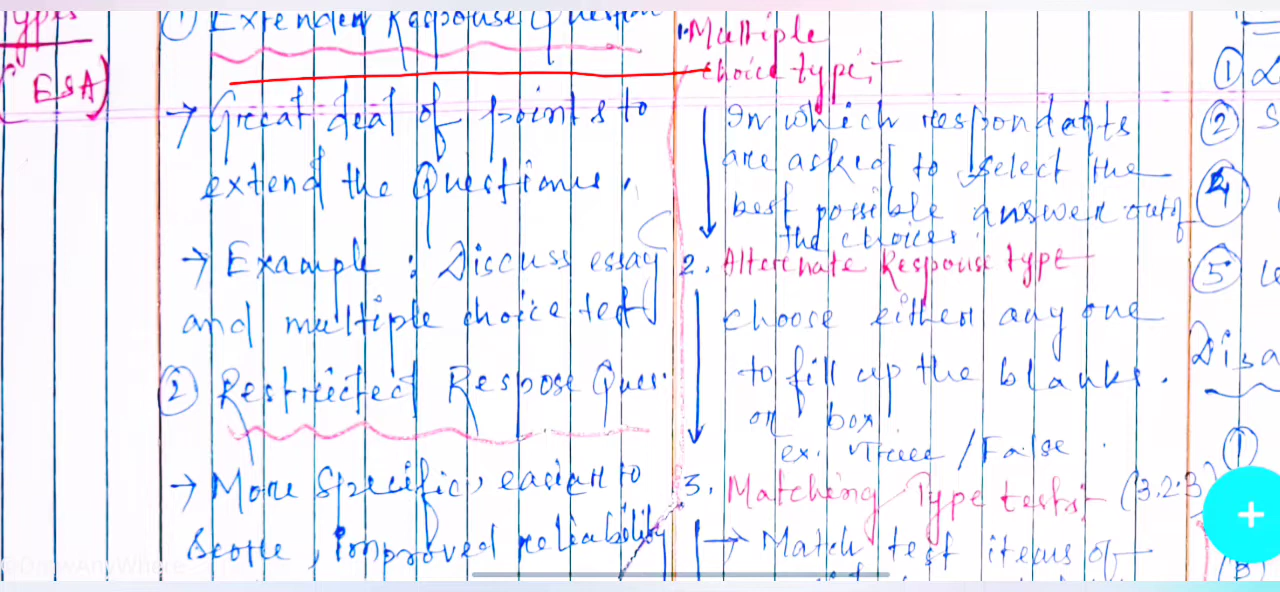 Types
(ESA)
① Extended Response Question
→ Great deal of points to
extend the Questions.
→ Example : Discuss essay
and multiple choice test
② Restricted Respose Ques.
→ More Specific, easier to
score, improved reliability
1. Multiple
choice type:-
In which respondants
are asked to select the
best possible answer out of
the choices.
2. Alternate Response type
choose either any one
to fill up the blanks.
or box
ex. True/False
3. Matching Type tests:- (3.2.3)
→ Match test items of
①
②
4
⑤
Disa
①
+